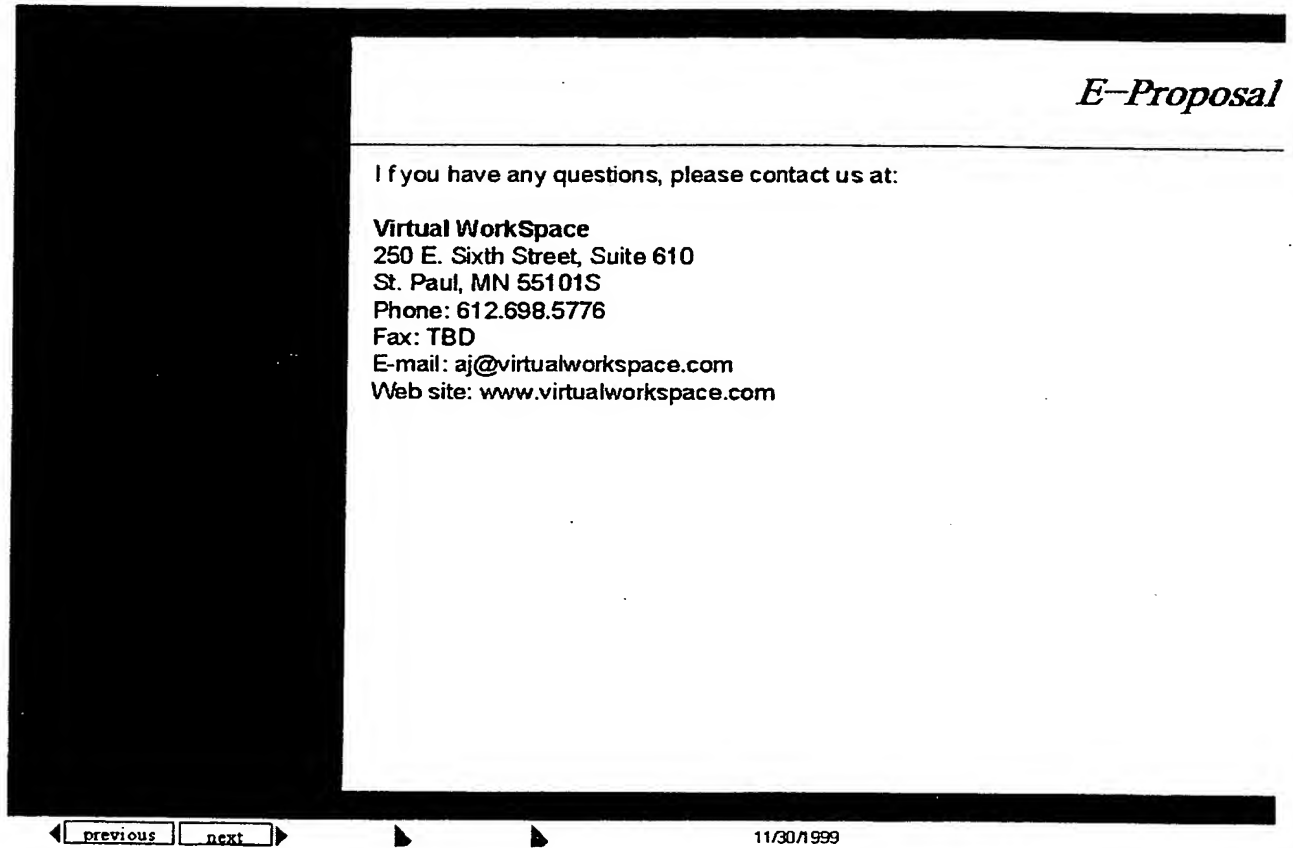 E-Proposal
I f you have any questions, please contact us at:
Virtual WorkSpace
250 E. Sixth Street, Suite 610
St. Paul, MN 55101S
Phone: 612.698.5776
Fax: TBD
E-mail: aj@virtualworkspace.com
Web site: www.virtualworkspace.com
previous next 11/30/1999